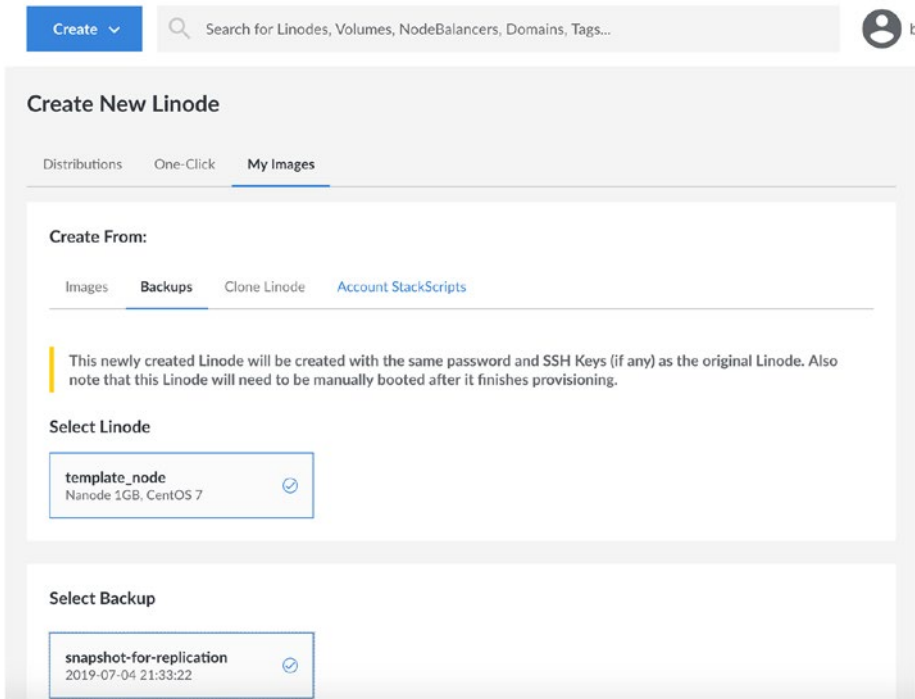 Create
Search for Linodes, Volumes, NodeBalancers, Domains, Tags...
b
Create New Linode
Distributions One-Click My Images
Create From:
Images Backups Clone Linode Account StackScripts
This newly created Linode will be created with the same password and SSH Keys (if any) as the original Linode. Also
note that this Linode will need to be manually booted after it finishes provisioning.
Select Linode
template_node
Nanode 1GB, CentOS 7
Select Backup
snapshot-for-replication
2019-07-04 21:33:22